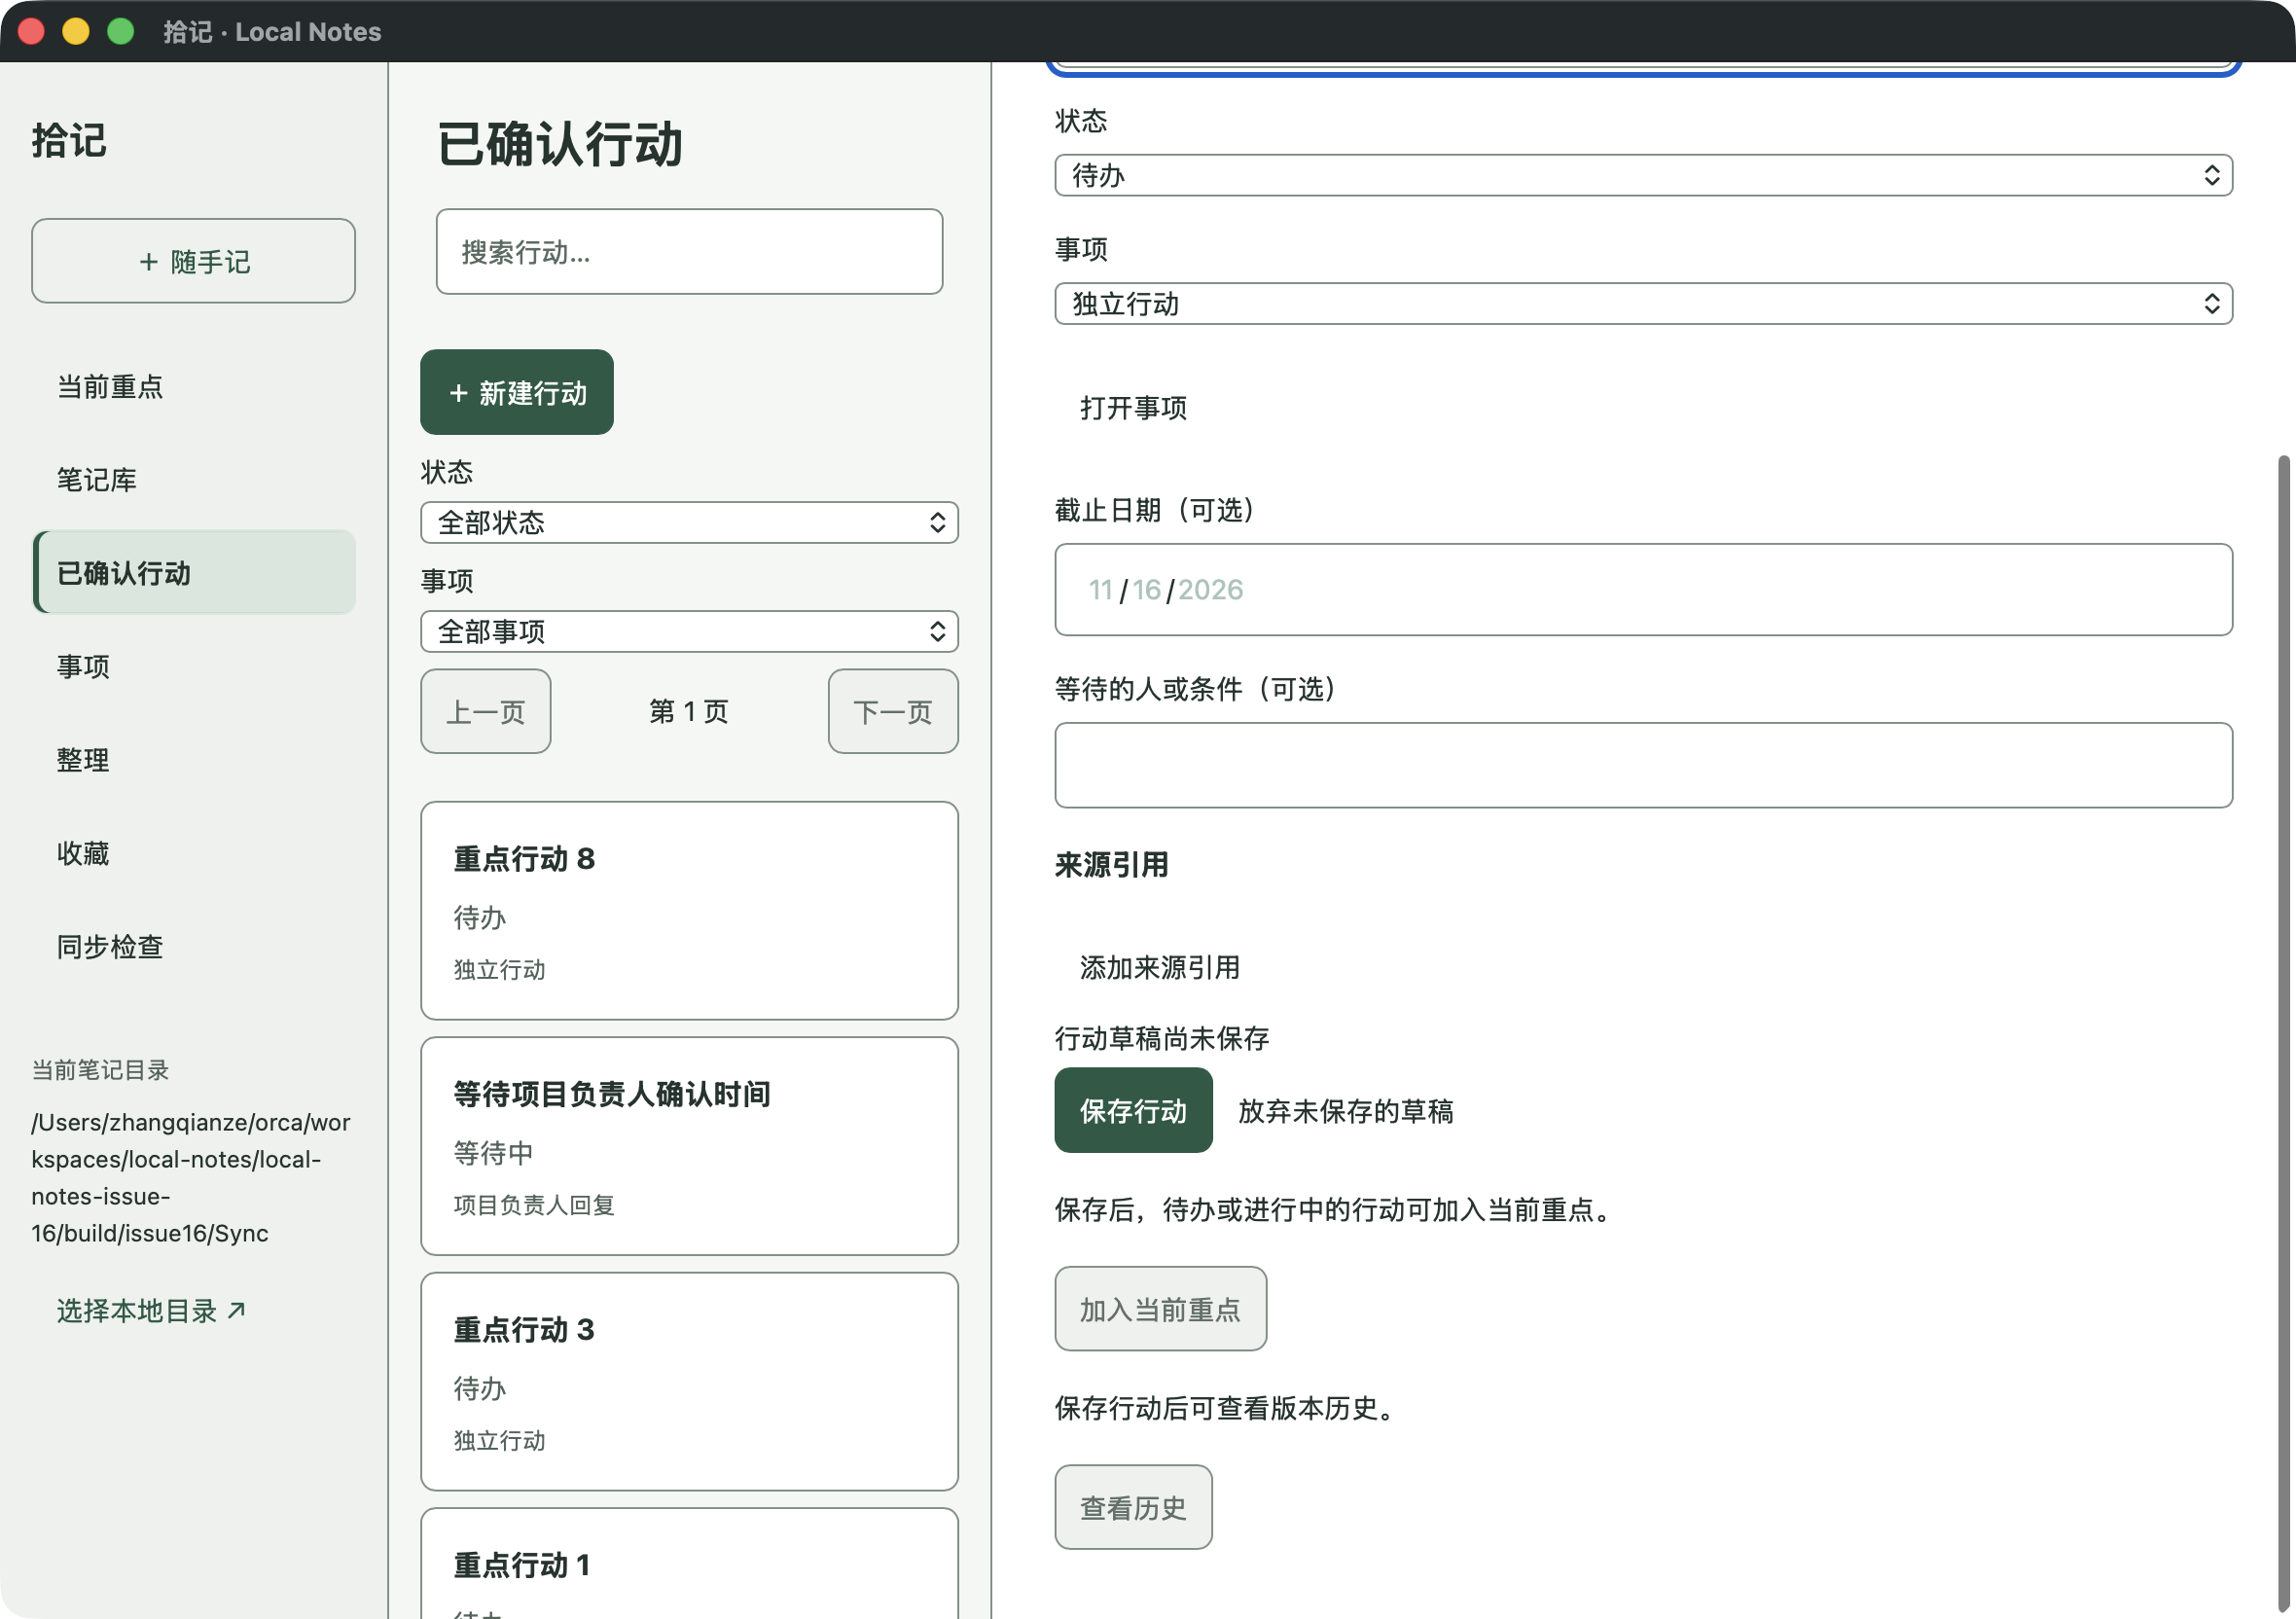 拾记 · Local Notes
拾记
+ 随手记
当前重点
笔记库
已确认行动
事项
整理
收藏
同步检查
当前笔记目录
/Users/zhangqianze/orca/wor
kspaces/local-notes/local-
notes-issue-
16/build/issue16/Sync
选择本地目录 ↗
已确认行动
搜索行动...
+ 新建行动
状态
全部状态
事项
全部事项
上一页
第 1 页
下一页
重点行动 8
待办
独立行动
等待项目负责人确认时间
等待中
项目负责人回复
重点行动 3
待办
独立行动
重点行动 1
状态
待办
事项
独立行动
打开事项
截止日期（可选）
11/16/2026
等待的人或条件（可选）
来源引用
添加来源引用
行动草稿尚未保存
保存行动
放弃未保存的草稿
保存后，待办或进行中的行动可加入当前重点。
加入当前重点
保存行动后可查看版本历史。
查看历史